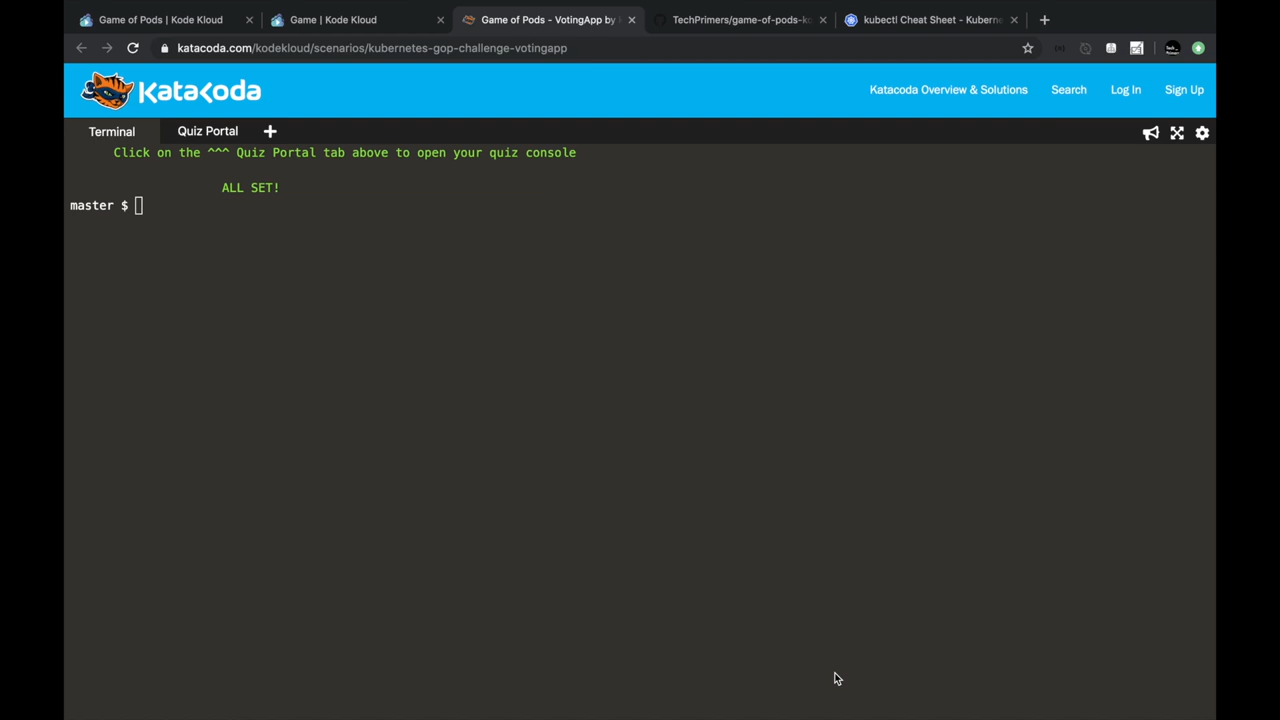 Game of Pods | Kode Kloud
Game | Kode Kloud
Game of Pods - VotingApp by
TechPrimers/game-of-pods-ko
kubectl Cheat Sheet - Kuberne
katacoda.com/kodekloud/scenarios/kubernetes-gop-challenge-votingapp
Katacoda
Katacoda Overview & Solutions
Search
Log In
Sign Up
Terminal
Quiz Portal
Click on the ^^^ Quiz Portal tab above to open your quiz console
ALL SET!
master $